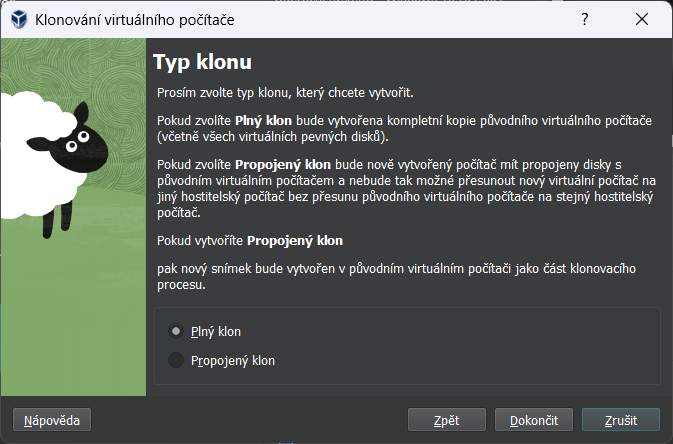 Klonování virtuálního počítače
?
Typ klonu
Prosím zvolte typ klonu, který chcete vytvořit.
Pokud zvolíte Plný klon bude vytvořena kompletní kopie původního virtuálního počítače
(včetně všech virtuálních pevných disků).
Pokud zvolíte Propojený klon bude nově vytvořený počítač mít propojeny disky s
původním virtuálním počítačem a nebude tak možné přesunout nový virtuální počítač na
jiný hostitelský počítač bez přesunu původního virtuálního počítače na stejný hostitelský
počítač.
Pokud vytvoříte Propojený klon
pak nový snímek bude vytvořen v původním virtuálním počítači jako část klonovacího
procesu.
Plný klon
Propojený klon
Nápověda
Zpět
Dokončit
Zrušit